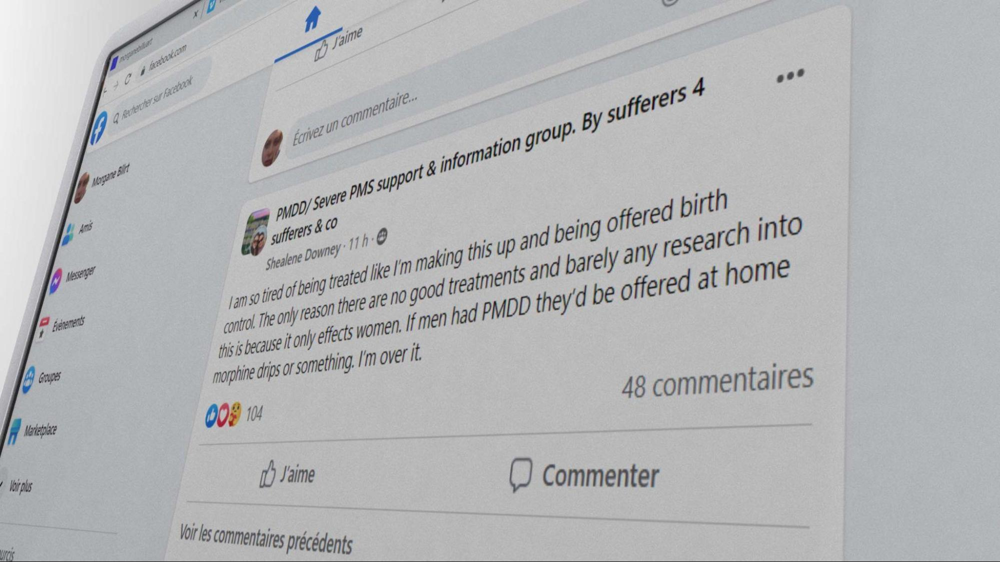 morganebilluart
facebook.com
Rechercher sur Facebook
Morgane Bllrt
Amis
Messenger
Évènements
Groupes
Marketplace
Voir plus
J'aime
Écrivez un commentaire...
PMDD/ Severe PMS support & information group. By sufferers 4
sufferers & co
Shealene Downey · 11 h ·
I am so tired of being treated like I'm making this up and being offered birth
control. The only reason there are no good treatments and barely any research into
this is because it only effects women. If men had PMDD they'd be offered at home
morphine drips or something. I'm over it.
104
48 commentaires
J'aime
Commenter
Voir les commentaires précédents